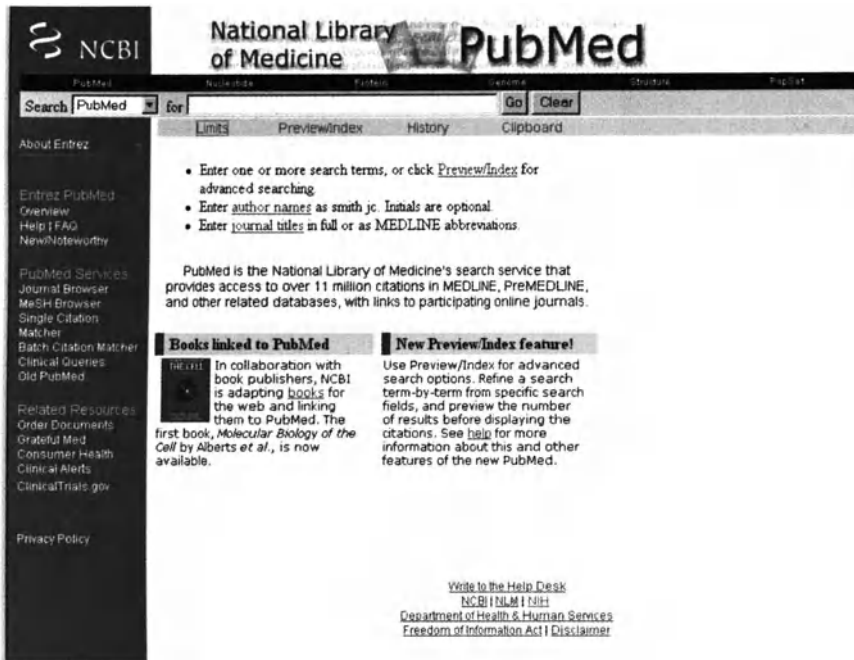 NCBI
National Library
of Medicine
PubMed
PubMed Nucleotide Protein Genome Structure PopSet
Search PubMed for Go Clear
Limits Preview/Index History Clipboard
About Entrez
Entrez PubMed
Overview
Help | FAQ
New/Noteworthy
PubMed Services
Journal Browser
MeSH Browser
Single Citation
Matcher
Batch Citation Matcher
Clinical Queries
Old PubMed
Related Resources
Order Documents
Grateful Med
Consumer Health
Clinical Alerts
ClinicalTrials.gov
Privacy Policy
• Enter one or more search terms, or click Preview/Index for
advanced searching.
• Enter author names as smith jc. Initials are optional.
• Enter journal titles in full or as MEDLINE abbreviations.
PubMed is the National Library of Medicine's search service that
provides access to over 11 million citations in MEDLINE, PreMEDLINE,
and other related databases, with links to participating online journals.
Books linked to PubMed
THE CELL
In collaboration with
book publishers, NCBI
is adapting books for
the web and linking
them to PubMed. The
first book, Molecular Biology of the
Cell by Alberts et al., is now
available.
New Preview/Index feature!
Use Preview/Index for advanced
search options. Refine a search
term-by-term from specific search
fields, and preview the number
of results before displaying the
citations. See help for more
information about this and other
features of the new PubMed.
Write to the Help Desk
NCBI | NLM | NIH
Department of Health & Human Services
Freedom of Information Act | Disclaimer